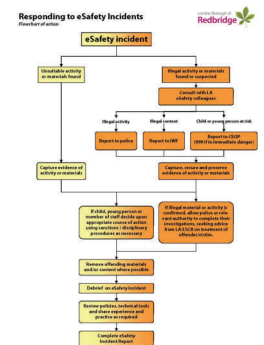 Responding to eSafety Incidents
Flowchart of action
London Borough of
Redbridge
eSafety incident
Unsuitable activity
or materials found
Illegal activity or materials
found or suspected
Consult with LA
eSafety colleagues
Illegal activity
Illegal content
Child or young person at risk
Report to police
Report to IWF
Report to CEOP
(999 if immediate danger)
Capture evidence of
activity or materials
Capture, secure and preserve
evidence of activity or materials
If child, young person or
member of staff decide upon
appropriate course of action
using sanctions / disciplinary
procedures as necessary
If illegal material or activity is
confirmed, allow police or rele-
vant authority to complete their
investigations, seeking advice
from LA/LSCB on treatment of
offender/victim.
Remove offending materials
and/or content where possible
Debrief on eSafety Incident
Review policies, technical tools
and share experience and
practice as required
Complete eSafety
Incident Report